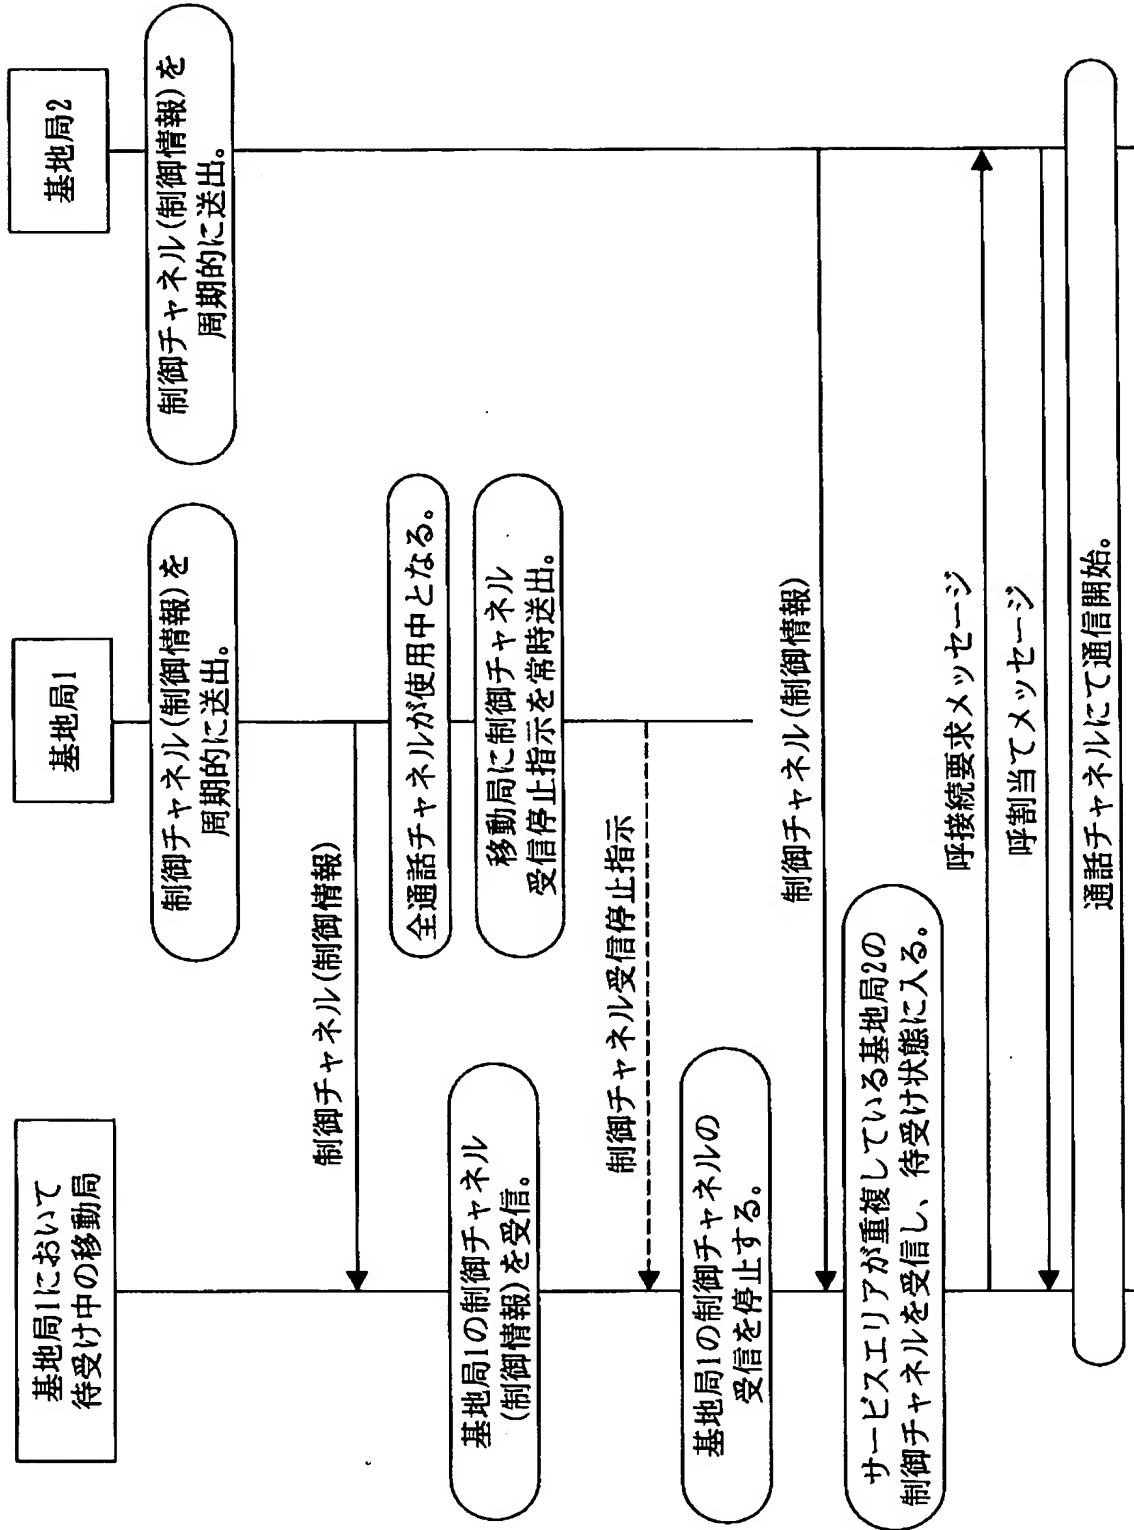 基地局1において
待受け中の移動局
基地局1
基地局2
制御チャネル(制御情報)を
周期的に送出。
制御チャネル(制御情報)を
周期的に送出。
制御チャネル(制御情報)
全通話チャネルが使用中となる。
基地局1の制御チャネル
(制御情報)を受信。
移動局に制御チャネル
受信停止指示を常時送出。
制御チャネル受信停止指示
基地局1の制御チャネルの
受信を停止する。
制御チャネル(制御情報)
サービスエリアが重複している基地局2の
制御チャネルを受信し、待受け状態に入る。
呼接続要求メッセージ
呼割当てメッセージ
通話チャネルにて通信開始。